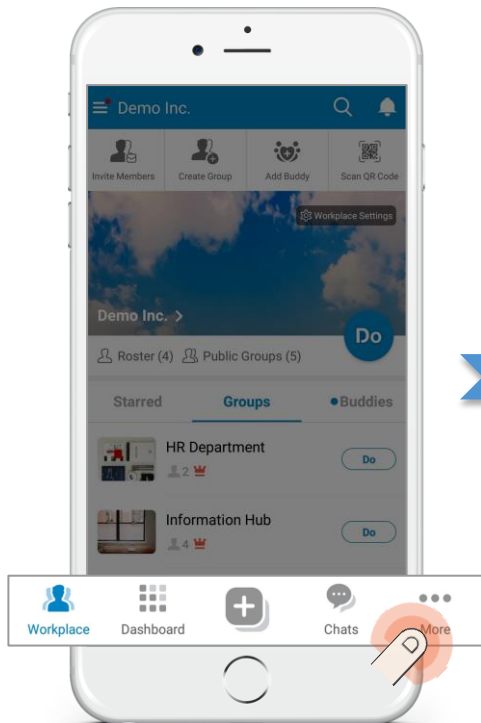 Demo Inc.
Invite Members Create Group Add Buddy Scan QR Code
Workplace Settings
Demo Inc. >
Do
Roster (4) Public Groups (5)
Starred Groups Buddies
HR Department
2
Do
Information Hub
4
Do
Workplace Dashboard Chats More